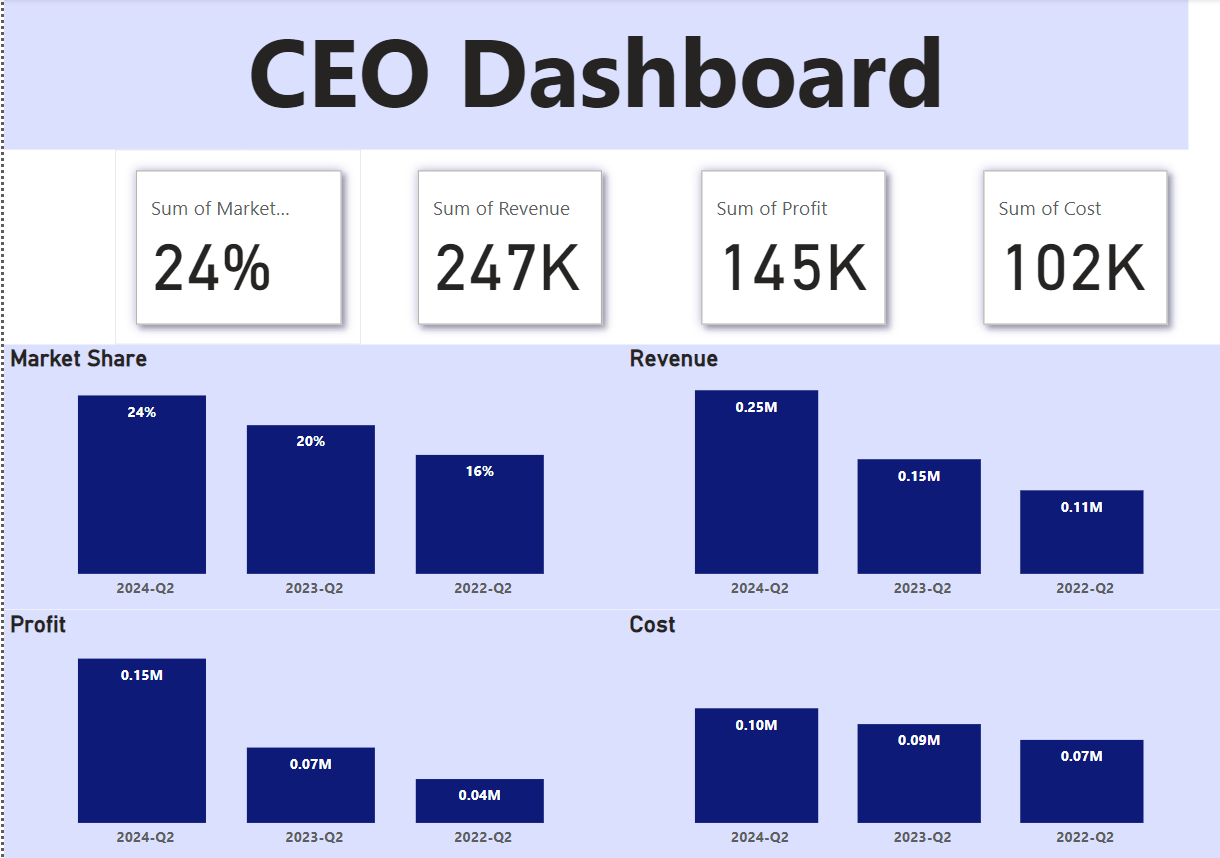 CEO Dashboard
Sum of Market...
24%
Sum of Revenue
247K
Sum of Profit
145K
Sum of Cost
102K
Market Share
24%
20%
16%
2024-Q2
2023-Q2
2022-Q2
Revenue
0.25M
0.15M
0.11M
2024-Q2
2023-Q2
2022-Q2
Profit
0.15M
0.07M
0.04M
2024-Q2
2023-Q2
2022-Q2
Cost
0.10M
0.09M
0.07M
2024-Q2
2023-Q2
2022-Q2